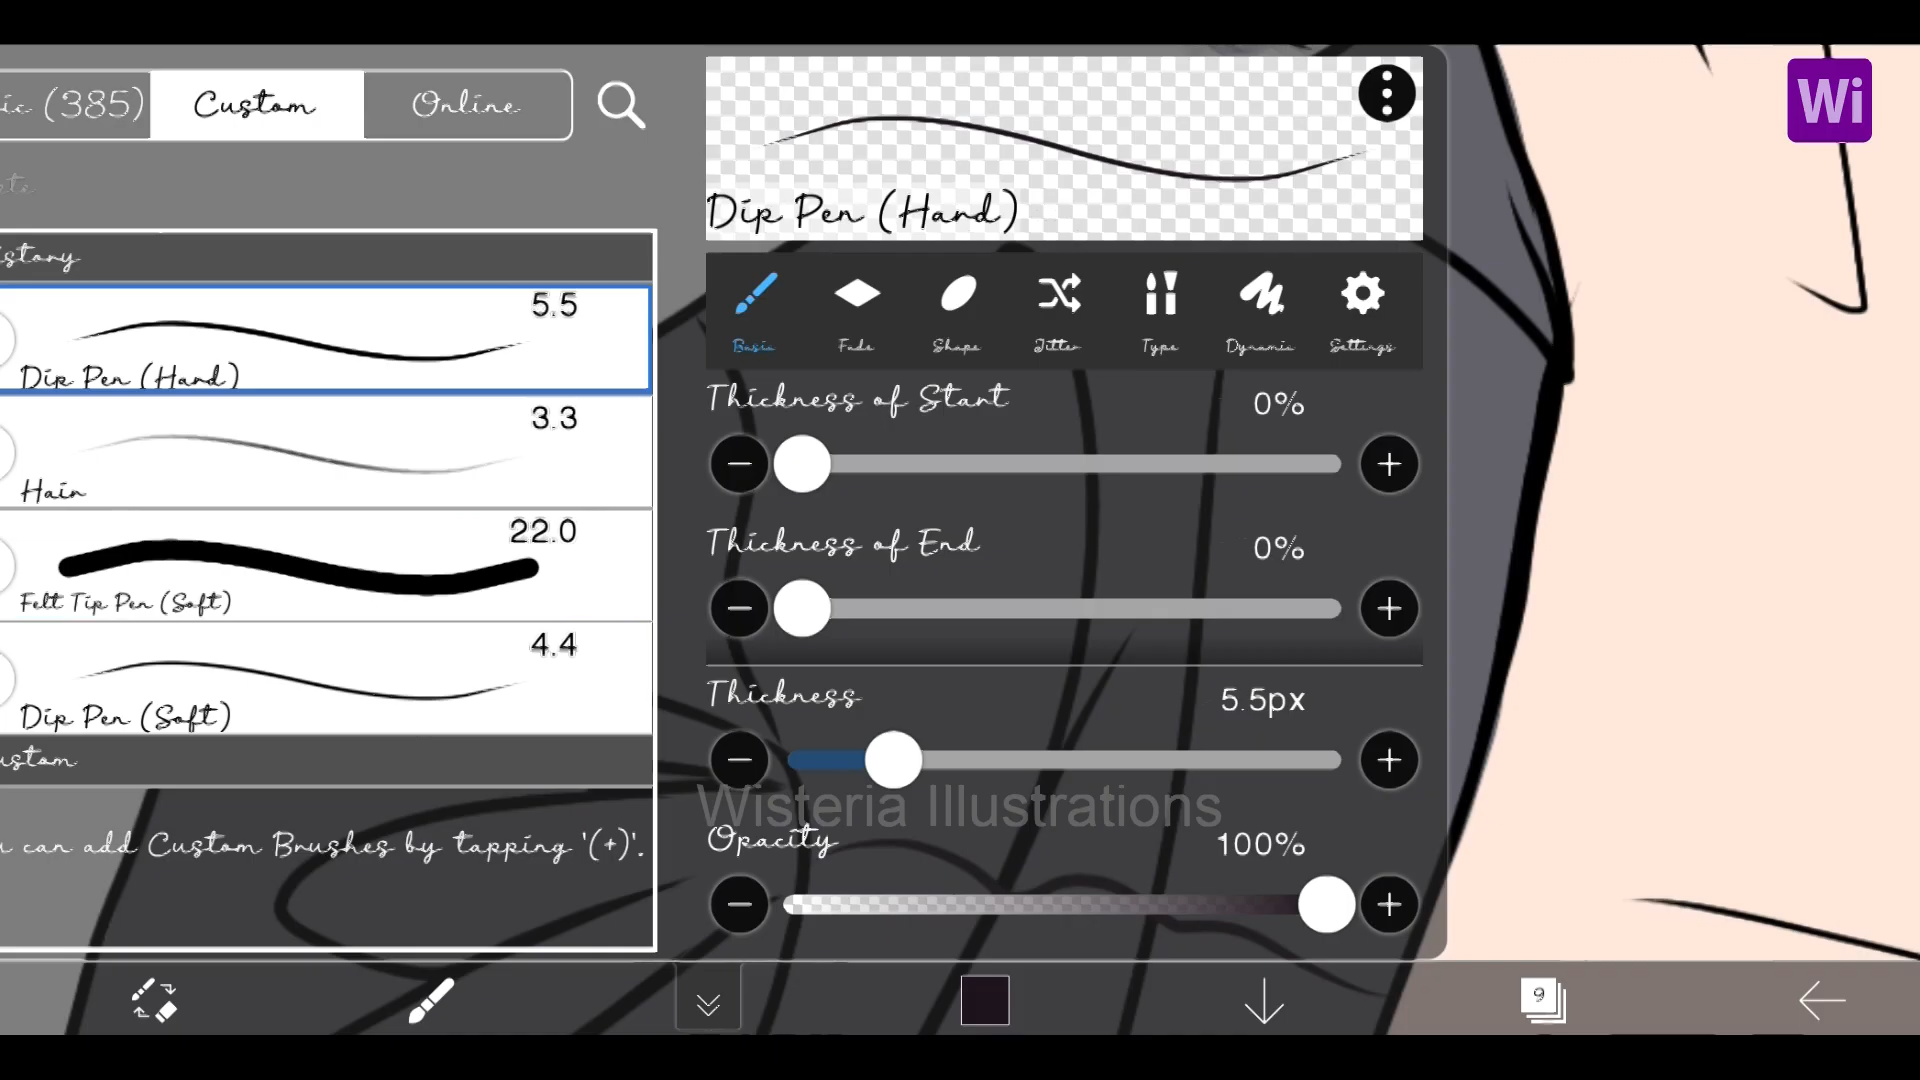 (385)
Custom
Online
5.5
Dip Pen (Hand)
3.3
Hair
22.0
Felt Tip Pen (Soft)
4.4
Dip Pen (Soft)
can add Custom Brushes by tapping '(+)'.
Dip Pen (Hand)
Basic
Fade
Shape
Jitter
Type
Dynamic
Settings
Thickness of Start 0%
Thickness of End 0%
Thickness 5.5px
Wisteria Illustrations
Opacity 100%
9
Wi